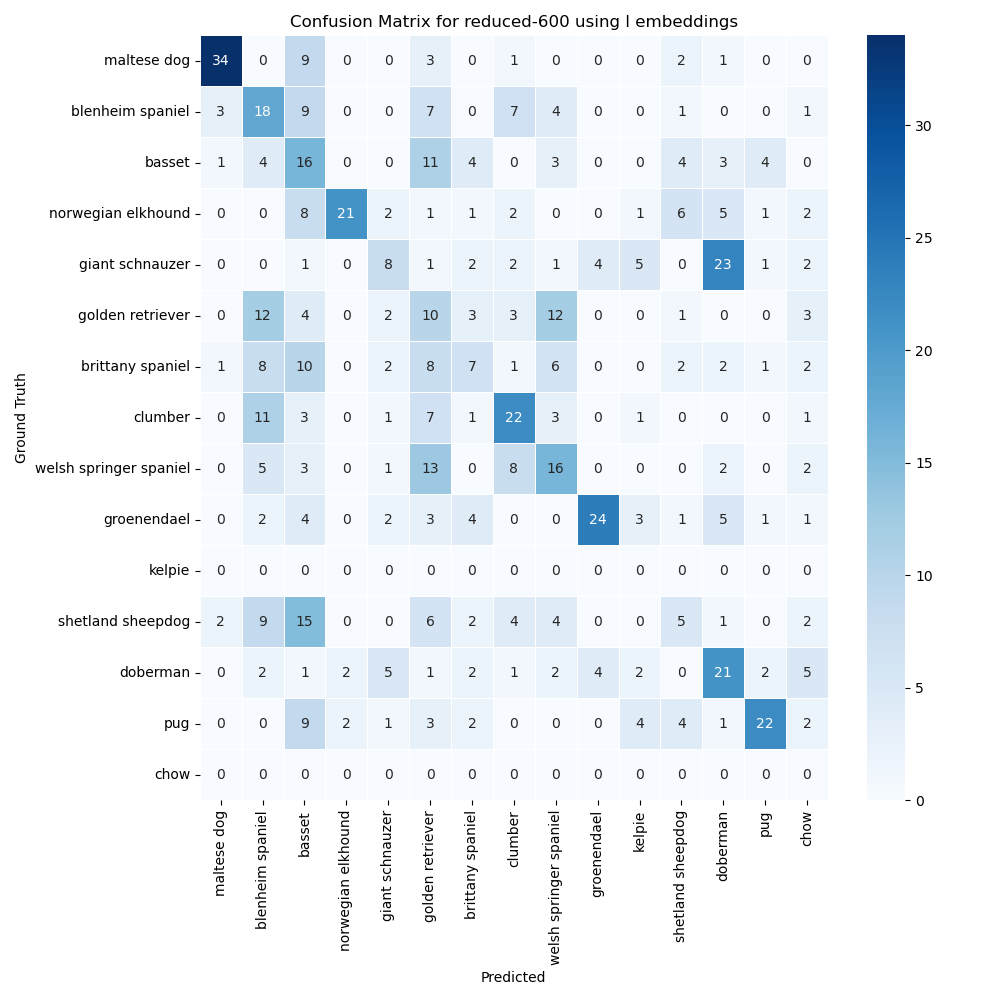 Confusion Matrix for reduced-600 using l embeddings
maltese dog 34 0 9 0 0 3 0 1 0 0 0 2 1 0 0
blenheim spaniel 3 18 9 0 0 7 0 7 4 0 0 1 0 0 1
basset 1 4 16 0 0 11 4 0 3 0 0 4 3 4 0
norwegian elkhound 0 0 8 21 2 1 1 2 0 0 1 6 5 1 2
giant schnauzer 0 0 1 0 8 1 2 2 1 4 5 0 23 1 2
golden retriever 0 12 4 0 2 10 3 3 12 0 0 1 0 0 3
brittany spaniel 1 8 10 0 2 8 7 1 6 0 0 2 2 1 2
clumber 0 11 3 0 1 7 1 22 3 0 1 0 0 0 1
welsh springer spaniel 0 5 3 0 1 13 0 8 16 0 0 0 2 0 2
groenendael 0 2 4 0 2 3 4 0 0 24 3 1 5 1 1
kelpie 0 0 0 0 0 0 0 0 0 0 0 0 0 0 0
shetland sheepdog 2 9 15 0 0 6 2 4 4 0 0 5 1 0 2
doberman 0 2 1 2 5 1 2 1 2 4 2 0 21 2 5
pug 0 0 9 2 1 3 2 0 0 0 4 4 1 22 2
chow 0 0 0 0 0 0 0 0 0 0 0 0 0 0 0
Ground Truth
maltese dog
blenheim spaniel
basset
norwegian elkhound
giant schnauzer
golden retriever
brittany spaniel
clumber
welsh springer spaniel
groenendael
kelpie
shetland sheepdog
doberman
pug
chow
Predicted
30
25
20
15
10
5
0